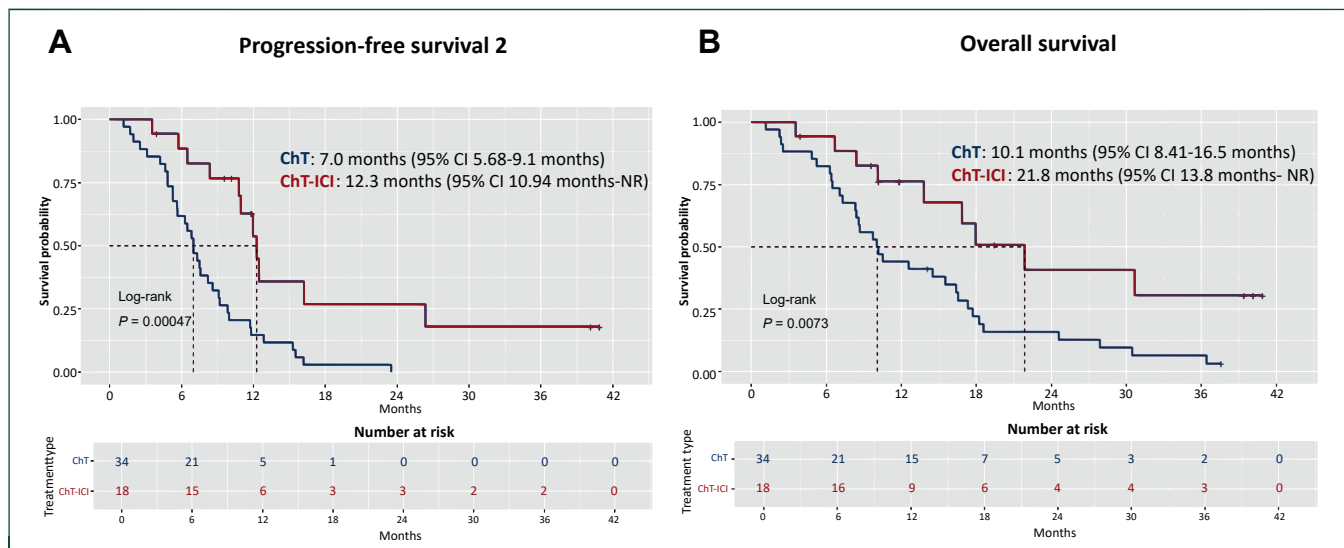 A
Progression-free survival 2
1.00
0.75
0.50
0.25
0.00
Survival probability
ChT: 7.0 months (95% CI 5.68-9.1 months)
ChT-ICI: 12.3 months (95% CI 10.94 months-NR)
Log-rank
P = 0.00047
0 6 12 18 24 30 36 42
Months
Number at risk
Treatmenttype
ChT 34 21 5 1 0 0 0 0
ChT-ICI 18 15 6 3 3 2 2 0
0 6 12 18 24 30 36 42
Months
B
Overall survival
1.00
0.75
0.50
0.25
0.00
Survival probability
ChT: 10.1 months (95% CI 8.41-16.5 months)
ChT-ICI: 21.8 months (95% CI 13.8 months- NR)
Log-rank
P = 0.0073
0 6 12 18 24 30 36 42
Months
Number at risk
Treatment type
ChT 34 21 15 7 5 3 2 0
ChT-ICI 18 16 9 6 4 4 3 0
0 6 12 18 24 30 36 42
Months